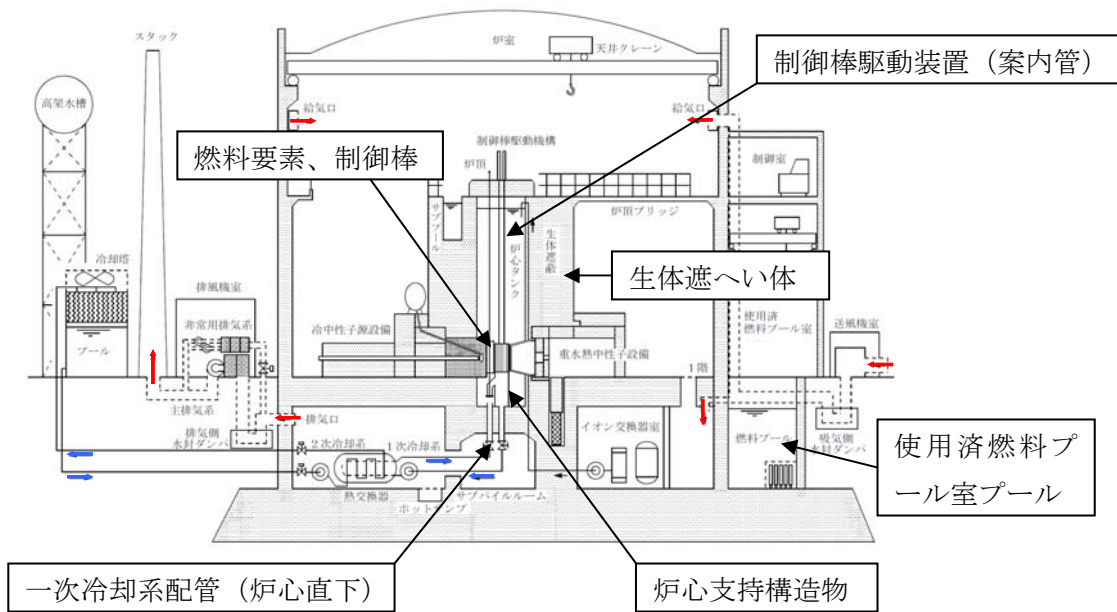 スタック
炉室
天井クレーン
制御棒駆動装置（案内管）
高架水槽
給気口
給気口
制御棒駆動機構
燃料要素、制御棒
炉頂
制御室
サブプール
炉頂ブリッジ
炉心タンク
生体遮蔽
生体遮へい体
冷却塔
排風機室
使用済
燃料プール室
送風機室
非常用排気系
冷中性子源設備
プール
重水熱中性子設備
1階
主排気系
排気口
排気側
水封ダンパ
2次冷却系
1次冷却系
イオン交換器室
燃料プール
吸気側
水封ダンパ
使用済燃料プ
ール室プール
熱交換器
サブパイルルーム
ホットサンプ
一次冷却系配管（炉心直下）
炉心支持構造物